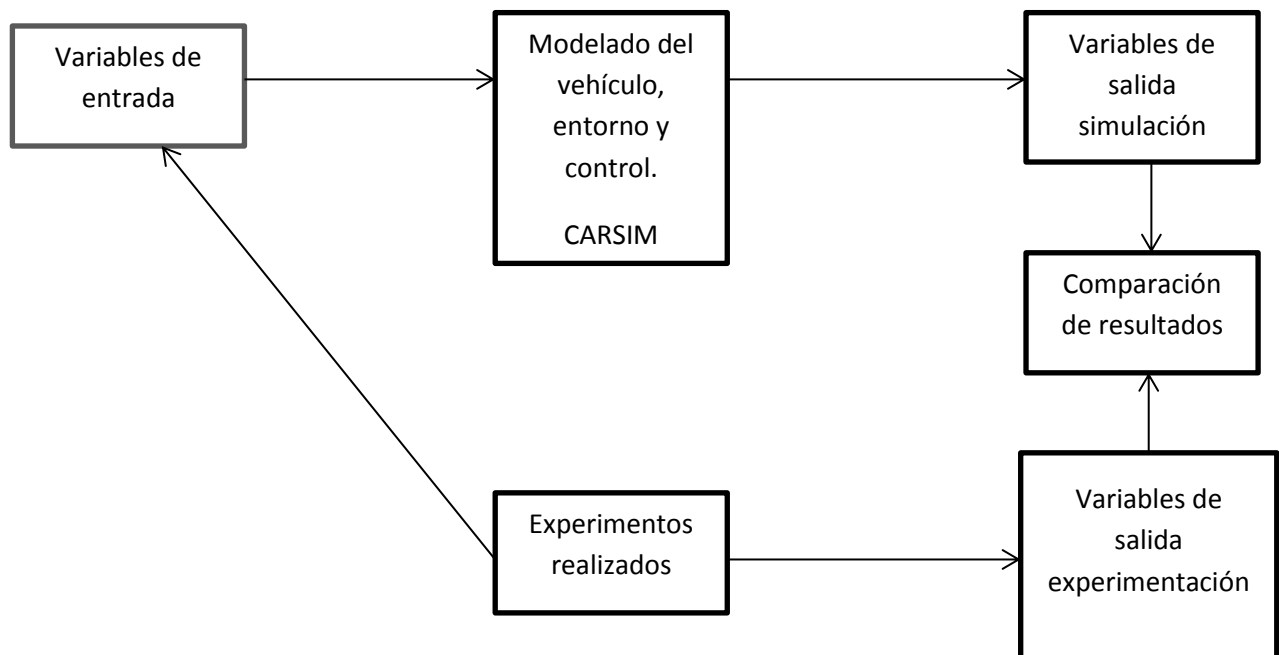 Variables de
entrada
Modelado del
vehículo,
entorno y
control.
CARSIM
Variables de
salida
simulación
Comparación
de resultados
Experimentos
realizados
Variables de
salida
experimentación